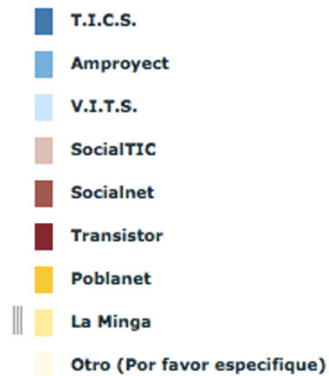 T.I.C.S.
Amproyect
V.I.T.S.
SocialTIC
Socialnet
Transistor
Poblanet
La Minga
Otro (Por favor especifique)